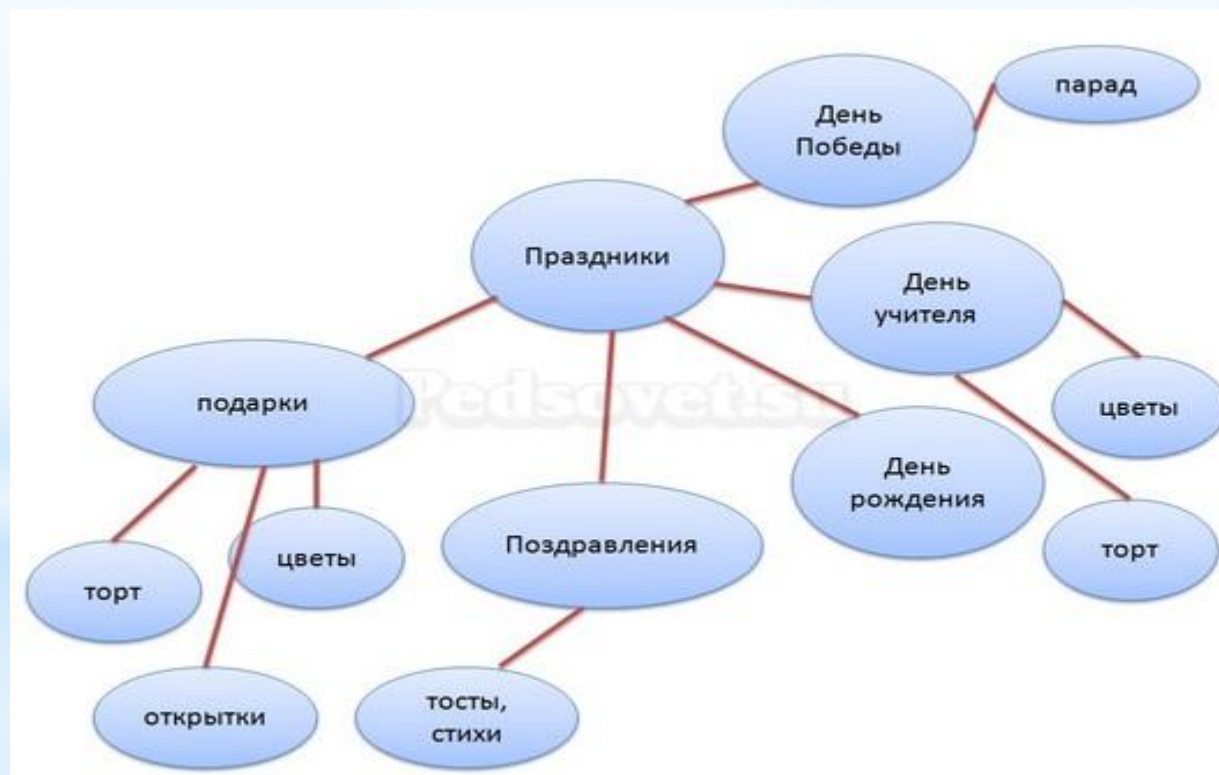 парад
День
Победы
Праздники
День
учителя
подарки
Pedsovet.su
цветы
День
рождения
Поздравления
торт
цветы
торт
открытки
тосты,
стихи